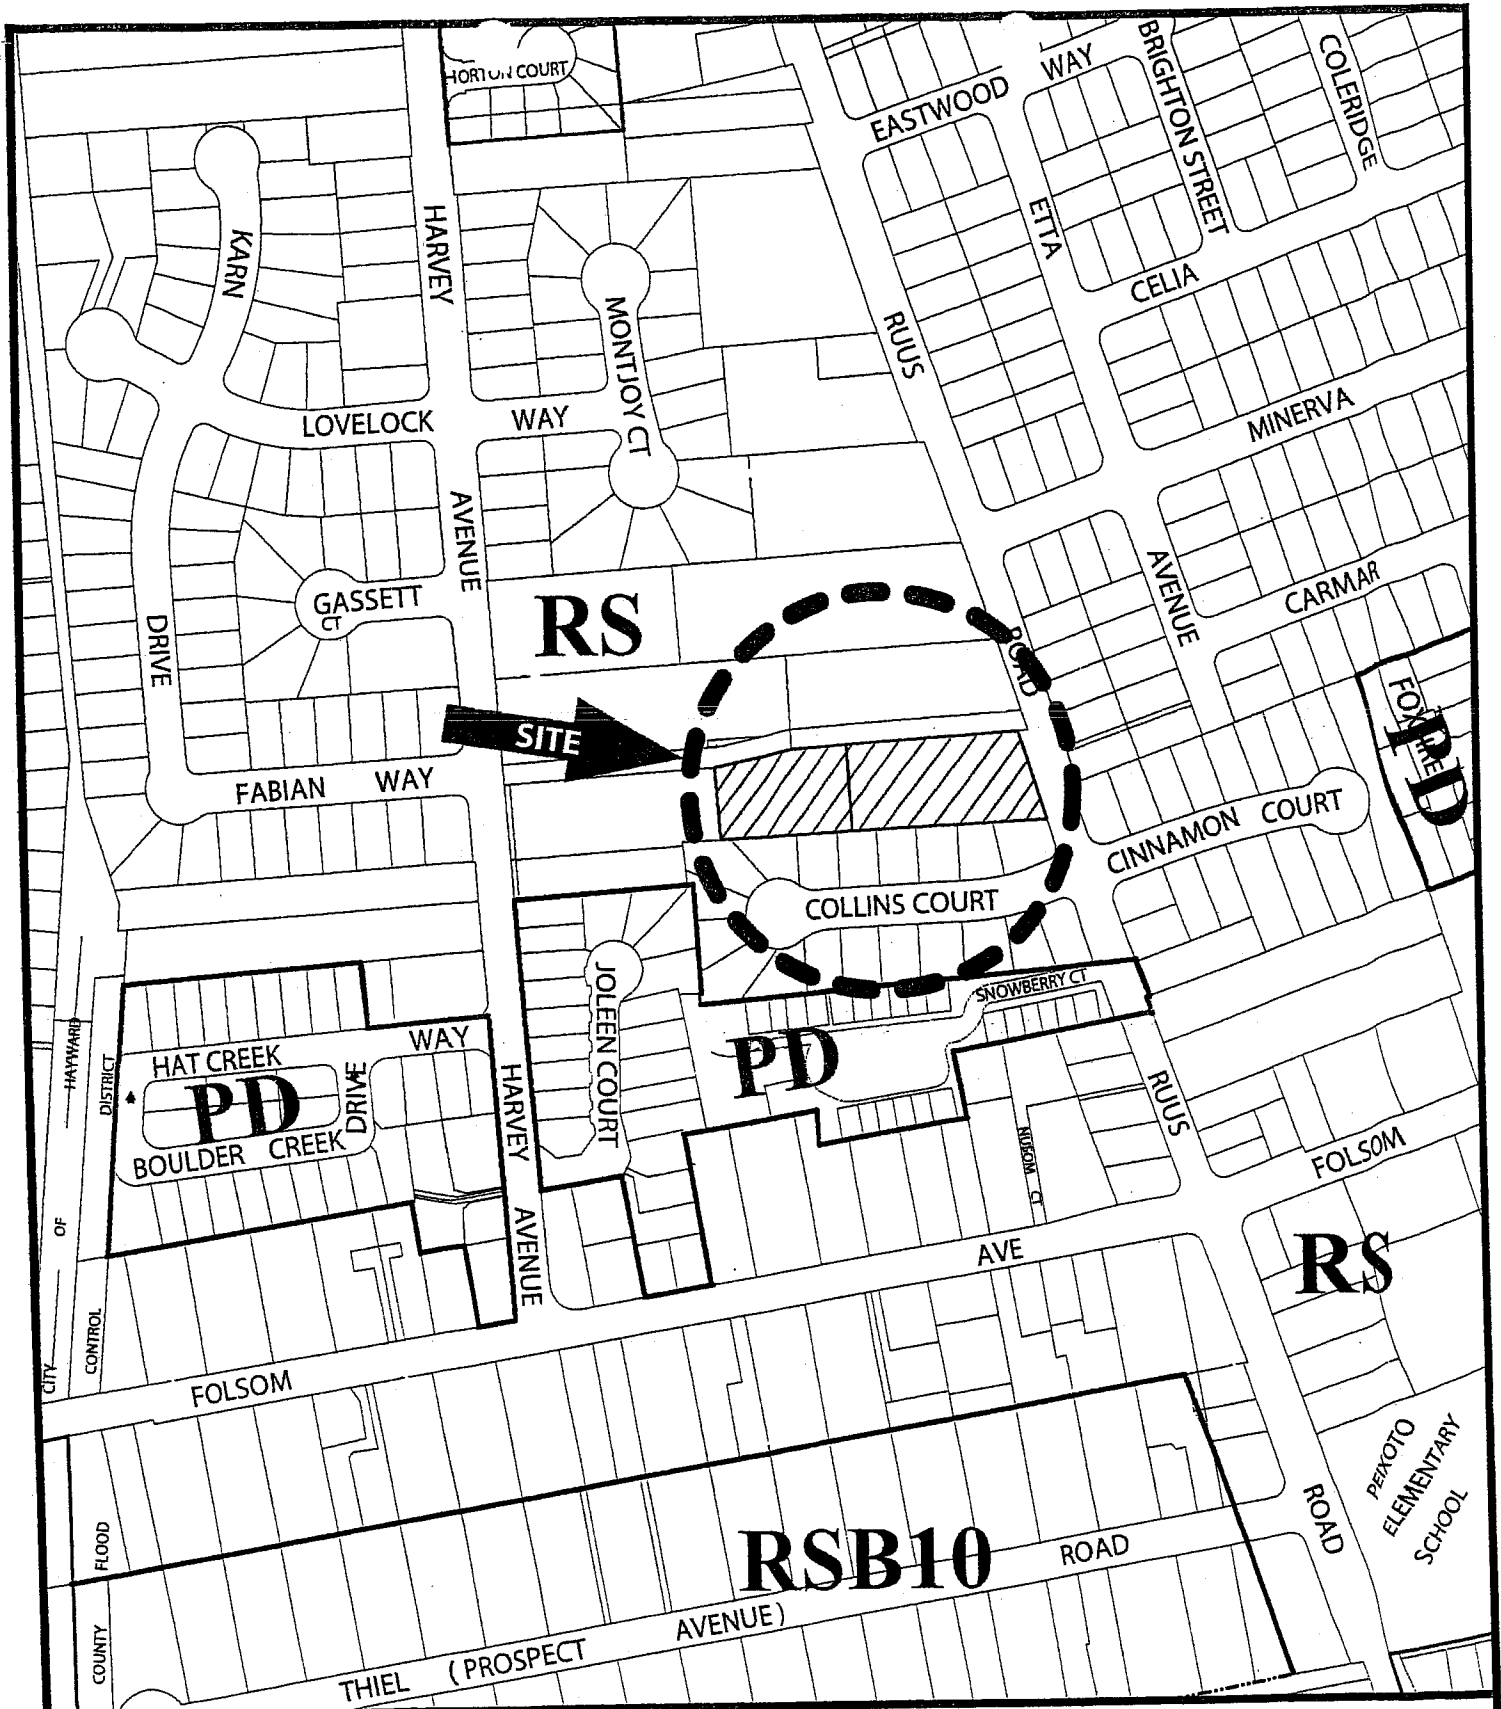 HORTON COURT
EASTWOOD WAY
BRIGHTON STREET
COLERIDGE
KARN
HARVEY
MONTJOY CT
ETTA
CELIA
RUUS
LOVELOCK WAY
MINERVA
AVENUE
AVENUE
CARMAR
GASSETT
CT
RS
DRIVE
ROAD
SITE
PD
FABIAN WAY
CINNAMON COURT
COLLINS COURT
JOLEEN COURT
SNOWBERRY CT
HAYWARD
DISTRICT
HAT CREEK
WAY
PD
DRIVE
BOULDER CREEK
HARVEY
PD
RUUS
FOLSOM
OF
AVENUE
AVE
RS
CITY
CONTROL
FOLSOM
PEIXOTO
ELEMENTARY
SCHOOL
FLOOD
RSB10
ROAD
ROAD
COUNTY
THIEL (PROSPECT AVENUE)